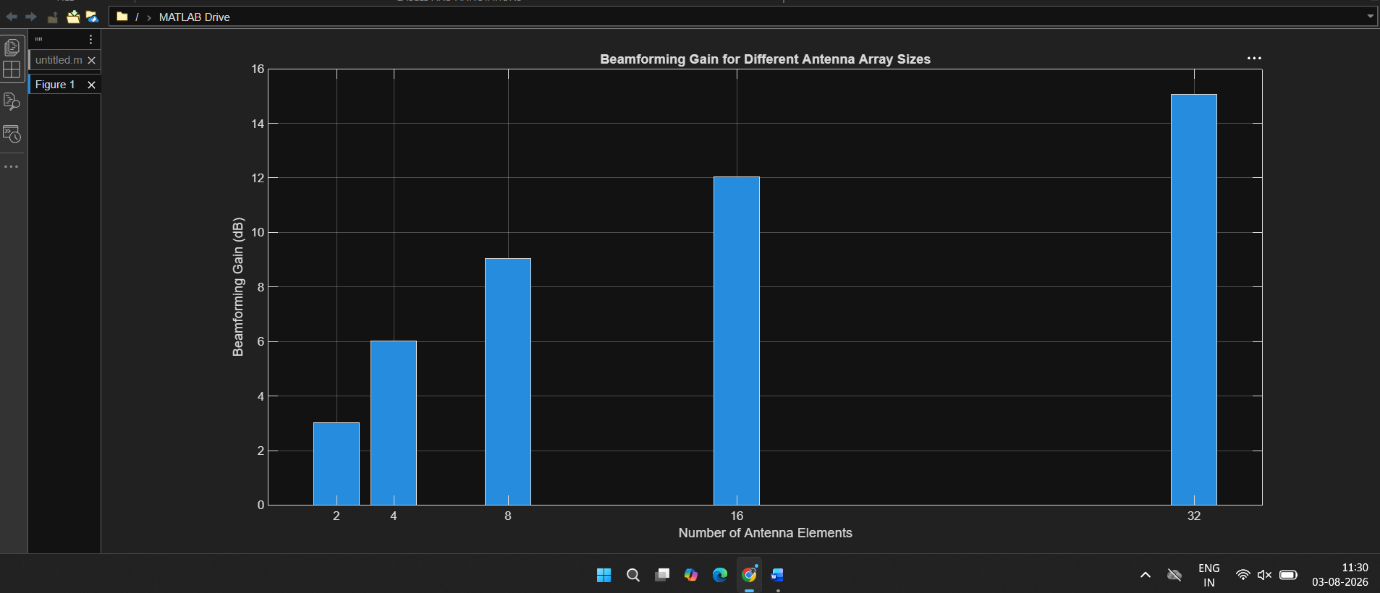 / › MATLAB Drive
untitled.m ×
Figure 1 ×
Beamforming Gain for Different Antenna Array Sizes
16
14
12
10
8
6
4
2
0
Beamforming Gain (dB)
2 4 8 16 32
Number of Antenna Elements
ENG
IN
11:30
03-08-2026